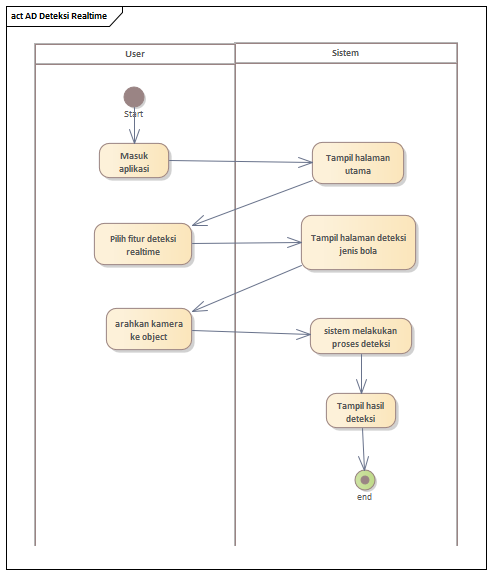 act AD Deteksi Realtime
User
Sistem
Start
Masuk
aplikasi
Tampil halaman
utama
Pilih fitur deteksi
realtime
Tampil halaman deteksi
jenis bola
arahkan kamera
ke object
sistem melakukan
proses deteksi
Tampil hasil
deteksi
end